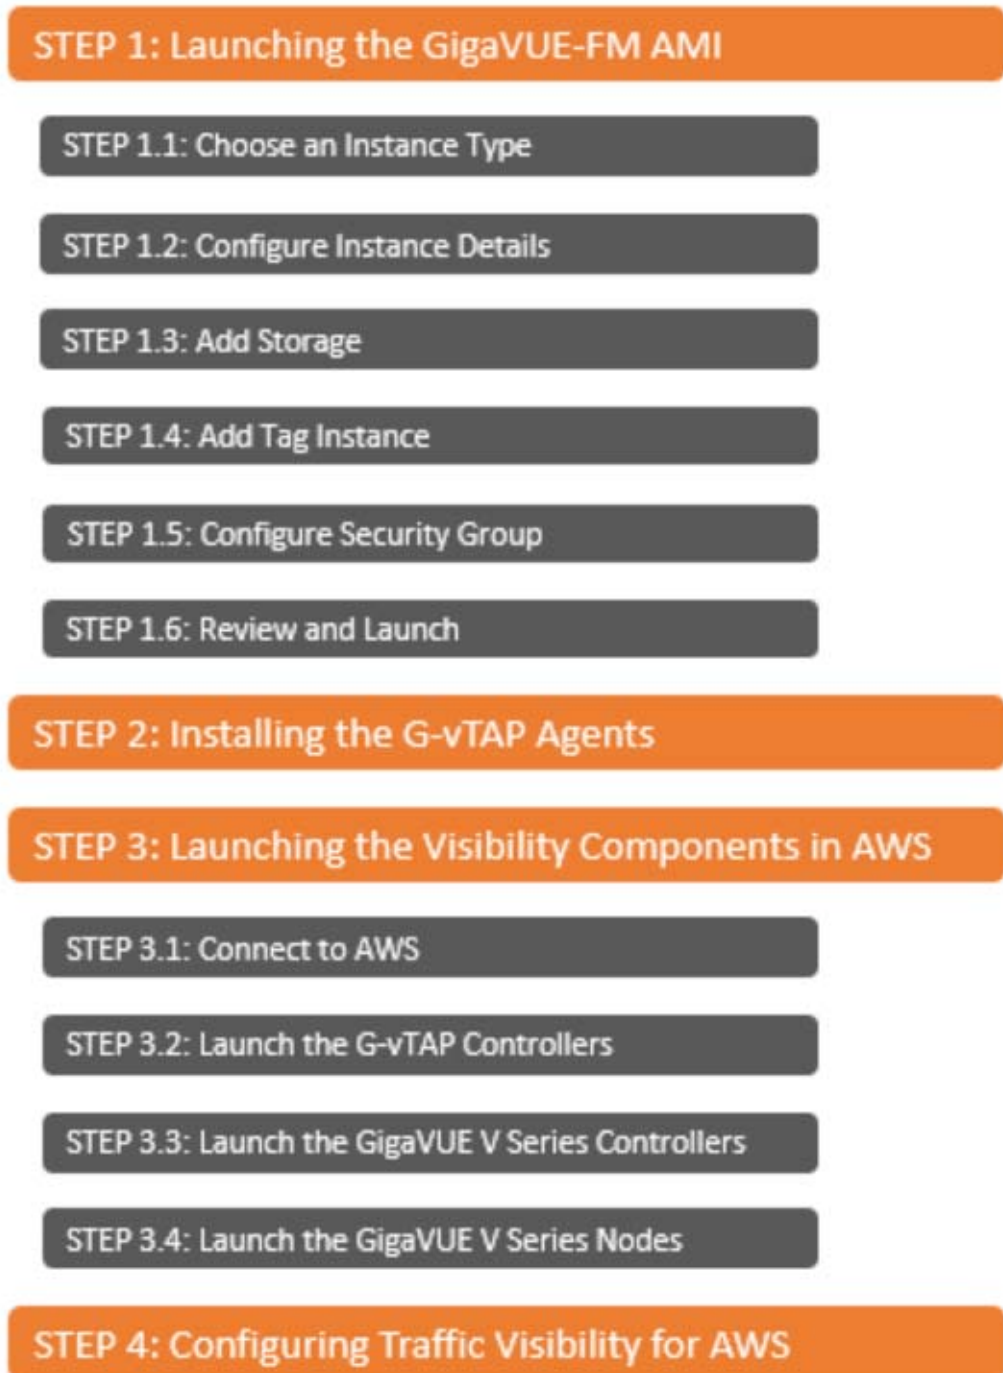 STEP 1: Launching the GigaVUE-FM AMI
STEP 1.1: Choose an Instance Type
STEP 1.2: Configure Instance Details
STEP 1.3: Add Storage
STEP 1.4: Add Tag Instance
STEP 1.5: Configure Security Group
STEP 1.6: Review and Launch
STEP 2: Installing the G-vTAP Agents
STEP 3: Launching the Visibility Components in AWS
STEP 3.1: Connect to AWS
STEP 3.2: Launch the G-vTAP Controllers
STEP 3.3: Launch the GigaVUE V Series Controllers
STEP 3.4: Launch the GigaVUE V Series Nodes
STEP 4: Configuring Traffic Visibility for AWS